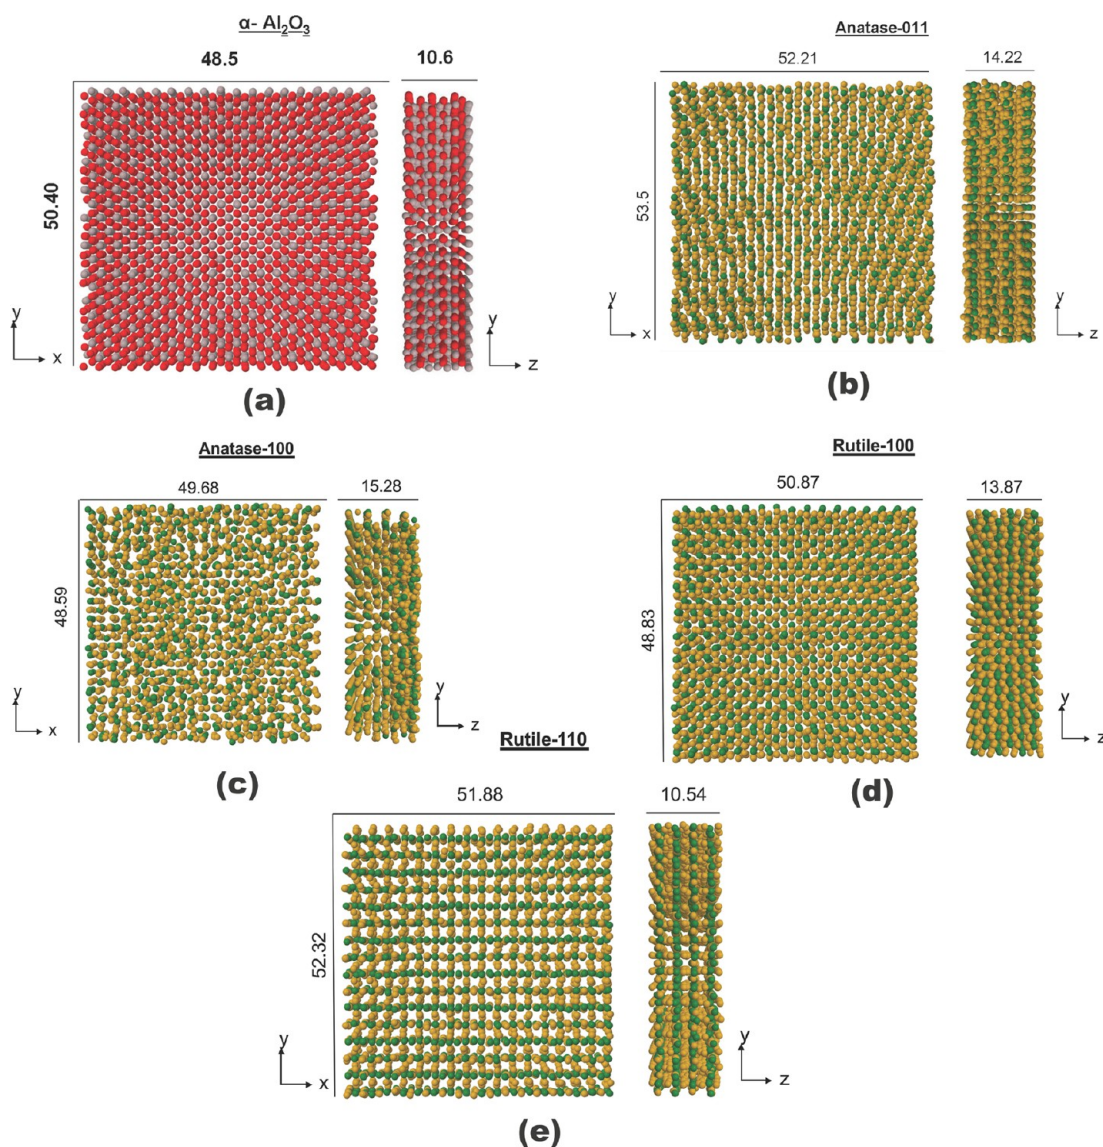 α- Al₂O₃
48.5
10.6
50.40
y
x
y
z
(a)
Anatase-011
52.21
14.22
53.5
y
x
y
z
(b)
Anatase-100
49.68
15.28
48.59
y
x
y
z
(c)
Rutile-100
50.87
13.87
48.83
y
x
y
z
(d)
Rutile-110
51.88
10.54
52.32
y
x
y
z
(e)